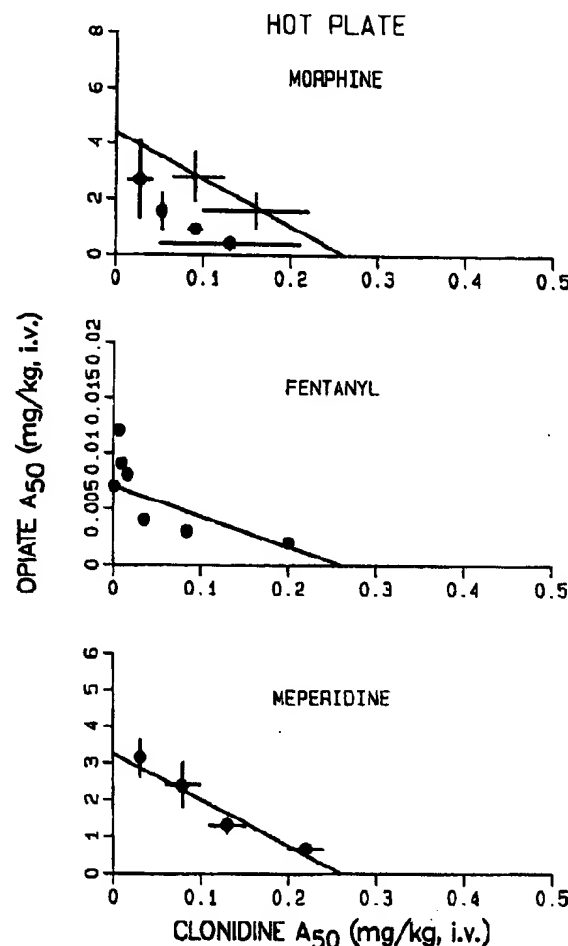 HOT PLATE
MORPHINE
8
6
4
2
0
0 0.1 0.2 0.3 0.4 0.5
OPIATE A50 (mg/kg, i.v.)
FENTANYL
0.02
0.015
0.01
0.005
0
0 0.1 0.2 0.3 0.4 0.5
MEPERIDINE
6
5
4
3
2
1
0
0 0.1 0.2 0.3 0.4 0.5
CLONIDINE A50 (mg/kg, i.v.)